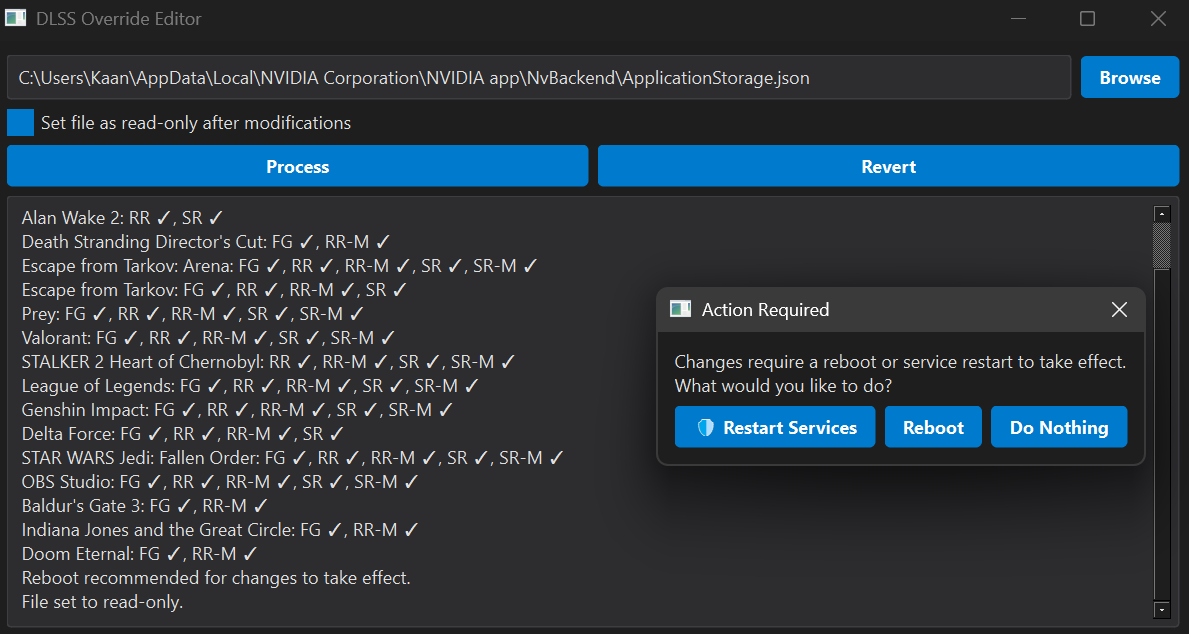 DLSS Override Editor
C:\Users\Kaan\AppData\Local\NVIDIA Corporation\NVIDIA app\NvBackend\ApplicationStorage.json
Browse
Set file as read-only after modifications
Process
Revert
Alan Wake 2: RR ✓, SR ✓
Death Stranding Director's Cut: FG ✓, RR-M ✓
Escape from Tarkov: Arena: FG ✓, RR ✓, RR-M ✓, SR ✓, SR-M ✓
Escape from Tarkov: FG ✓, RR ✓, RR-M ✓, SR ✓
Prey: FG ✓, RR ✓, RR-M ✓, SR ✓, SR-M ✓
Valorant: FG ✓, RR ✓, RR-M ✓, SR ✓, SR-M ✓
STALKER 2 Heart of Chernobyl: RR ✓, RR-M ✓, SR ✓, SR-M ✓
League of Legends: FG ✓, RR ✓, RR-M ✓, SR ✓, SR-M ✓
Genshin Impact: FG ✓, RR ✓, RR-M ✓, SR ✓, SR-M ✓
Delta Force: FG ✓, RR ✓, RR-M ✓, SR ✓
STAR WARS Jedi: Fallen Order: FG ✓, RR ✓, RR-M ✓, SR ✓, SR-M ✓
OBS Studio: FG ✓, RR ✓, RR-M ✓, SR ✓, SR-M ✓
Baldur's Gate 3: FG ✓, RR-M ✓
Indiana Jones and the Great Circle: FG ✓, RR-M ✓
Doom Eternal: FG ✓, RR-M ✓
Reboot recommended for changes to take effect.
File set to read-only.
Action Required
Changes require a reboot or service restart to take effect.
What would you like to do?
Restart Services
Reboot
Do Nothing